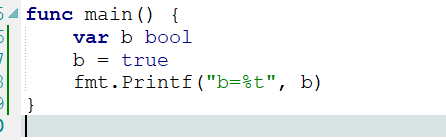 func main() {
    var b bool
    b = true
    fmt.Printf("b=%t", b)
}